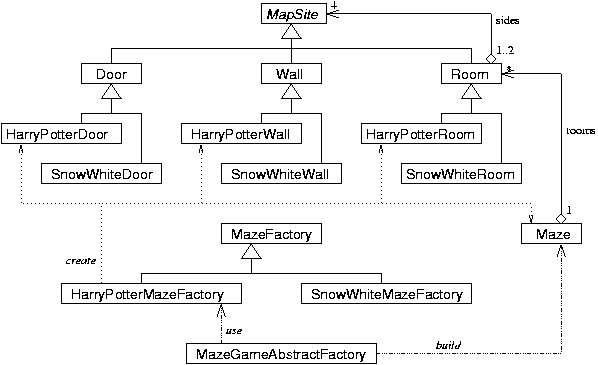 MapSite
4
sides
1..2
Door
Wall
Room
*
HarryPotterDoor
HarryPotterWall
HarryPotterRoom
rooms
SnowWhiteDoor
SnowWhiteWall
SnowWhiteRoom
1
MazeFactory
Maze
create
HarryPotterMazeFactory
SnowWhiteMazeFactory
use
build
MazeGameAbstractFactory